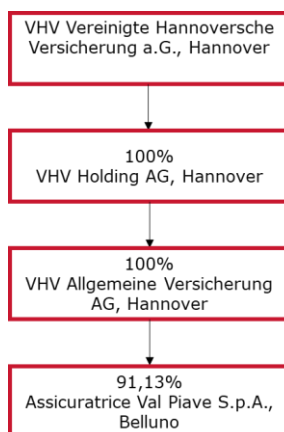 VHV Vereinigte Hannoversche
Versicherung a.G., Hannover
100%
VHV Holding AG, Hannover
100%
VHV Allgemeine Versicherung
AG, Hannover
91,13%
Assicuratrice Val Piave S.p.A.,
Belluno